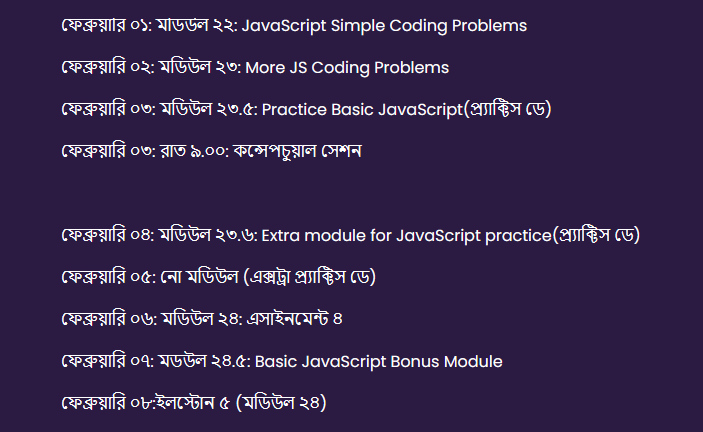 ফেব্রুয়ারি ০১: মাডডল ২২: JavaScript Simple Coding Problems
ফেব্রুয়ারি ০২: মডিউল ২৩: More JS Coding Problems
ফেব্রুয়ারি ০৩: মডিউল ২৩.৫: Practice Basic JavaScript(প্র্যাক্টিস ডে)
ফেব্রুয়ারি ০৩: রাত ৯.০০: কন্সেপচুয়াল সেশন
ফেব্রুয়ারি ০৪: মডিউল ২৩.৬: Extra module for JavaScript practice(প্র্যাক্টিস ডে)
ফেব্রুয়ারি ০৫: নো মডিউল (এক্সট্রা প্র্যাক্টিস ডে)
ফেব্রুয়ারি ০৬: মডিউল ২৪: এসাইনমেন্ট ৪
ফেব্রুয়ারি ০৭: মডউল ২৪.৫: Basic JavaScript Bonus Module
ফেব্রুয়ারি ০৮:ইলস্টোন ৫ (মডিউল ২৪)